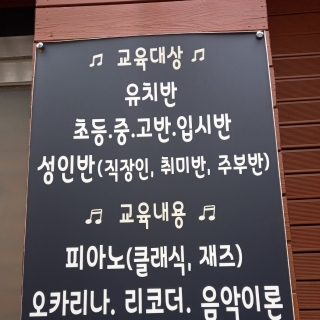 ♫ 교육대상 ♫
유치반
초등.중.고반.입시반
성인반(직장인, 취미반, 주부반)
♬ 교육내용 ♬
피아노(클래식, 재즈)
오카리나. 리코더. 음악이론